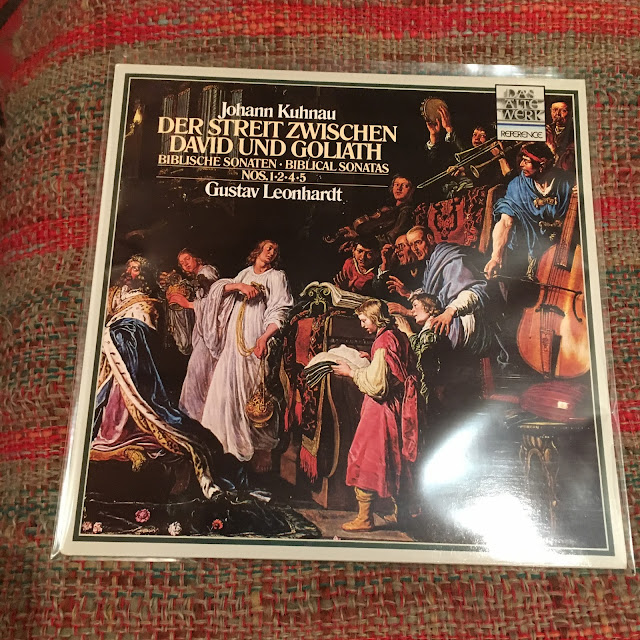 Johann Kuhnau
DER STREIT ZWISCHEN
DAVID UND GOLIATH
BIBLISCHE SONATEN · BIBLICAL SONATAS
NOS. 1·2·4·5
Gustav Leonhardt
DAS
ALTE
WERK
REFERENCE